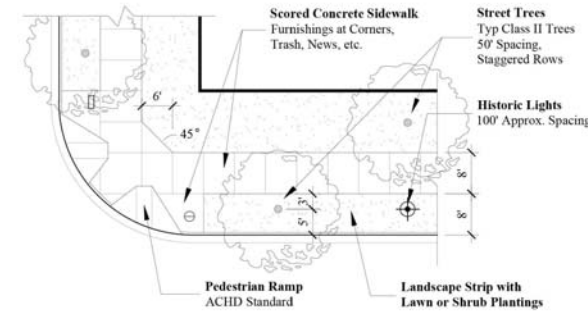 Scored Concrete Sidewalk
Furnishings at Corners,
Trash, News, etc.
Street Trees
Typ Class II Trees
50' Spacing,
Staggered Rows
Historic Lights
100' Approx. Spacing
6'
45°
8'
3'
5'
8'
Pedestrian Ramp
ACHD Standard
Landscape Strip with
Lawn or Shrub Plantings